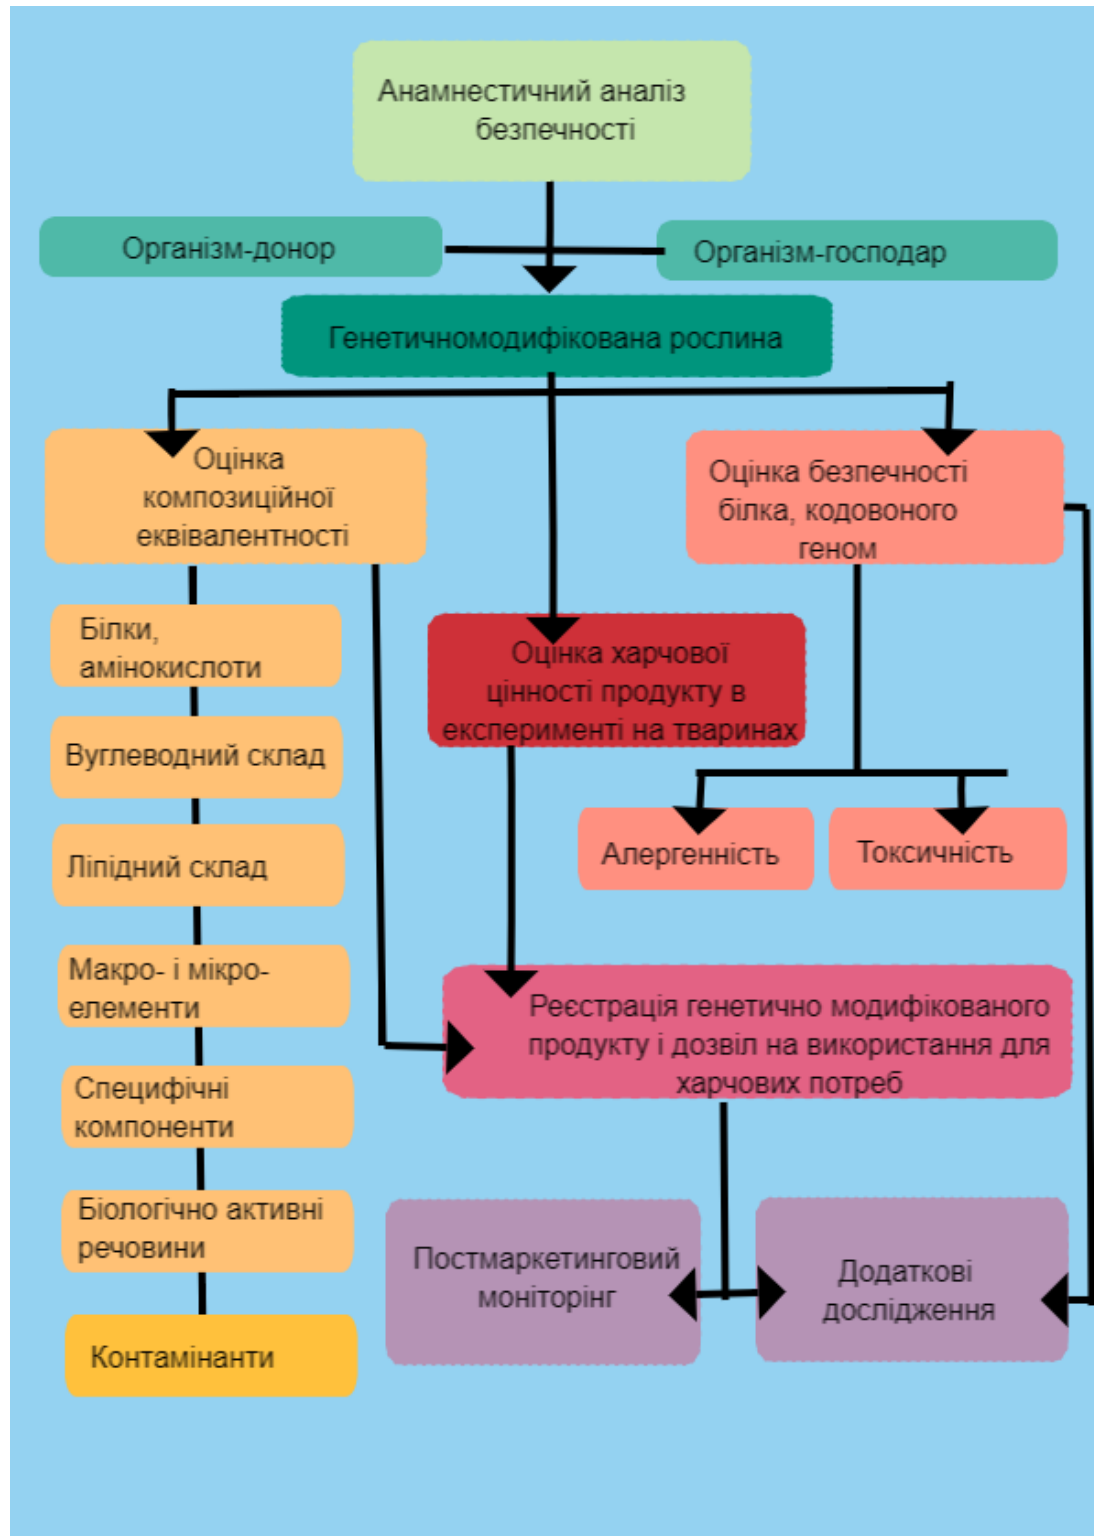 Анамнестичний аналіз
безпечності
Організм-донор
Організм-господар
Генетичномодифікована рослина
Оцінка
композиційної
еквівалентності
Оцінка безпечності
білка, кодовоного
геном
Білки,
амінокислоти
Оцінка харчової
цінності продукту в
експерименті на тваринах
Вуглеводний склад
Ліпідний склад
Алергенність
Токсичність
Макро- і мікро-
елементи
Реєстрація генетично модифікованого
продукту і дозвіл на використання для
харчових потреб
Специфічні
компоненти
Біологічно активні
речовини
Постмаркетинговий
моніторінг
Додаткові
дослідження
Контамінанти